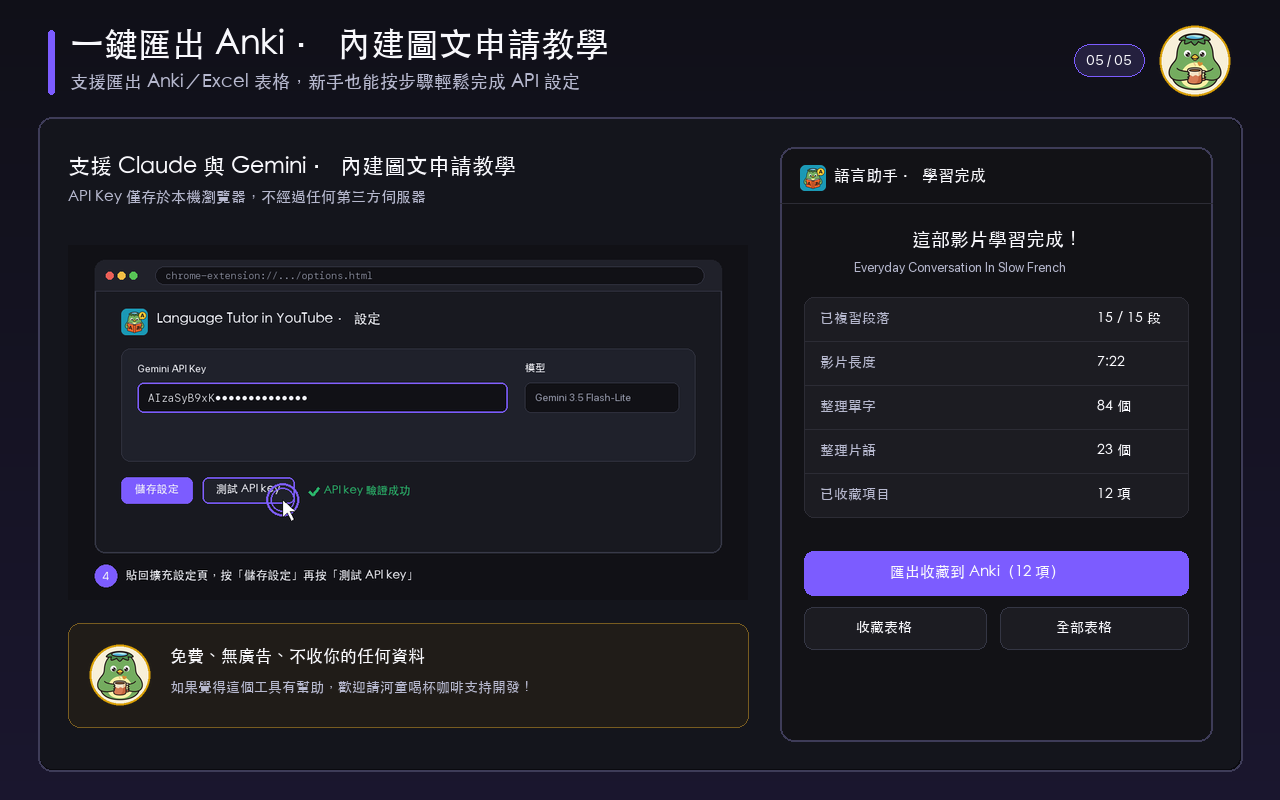 一鍵匯出 Anki · 內建圖文申請教學
支援匯出 Anki／Excel 表格，新手也能按步驟輕鬆完成 API 設定
05 / 05
支援 Claude 與 Gemini · 內建圖文申請教學
API Key 僅存於本機瀏覽器，不經過任何第三方伺服器
chrome-extension://.../options.html
Language Tutor in YouTube · 設定
Gemini API Key
模型
AIzaSyB9xK••••••••••••••
Gemini 3.5 Flash-Lite
儲存設定
測試 API key
✔ API key 驗證成功
4 貼回擴充設定頁，按「儲存設定」再按「測試 API key」
免費、無廣告、不收你的任何資料
如果覺得這個工具有幫助，歡迎請河童喝杯咖啡支持開發！
語言助手 · 學習完成
這部影片學習完成！
Everyday Conversation In Slow French
已複習段落 15 / 15 段
影片長度 7:22
整理單字 84 個
整理片語 23 個
已收藏項目 12 項
匯出收藏到 Anki（12 項）
收藏表格
全部表格